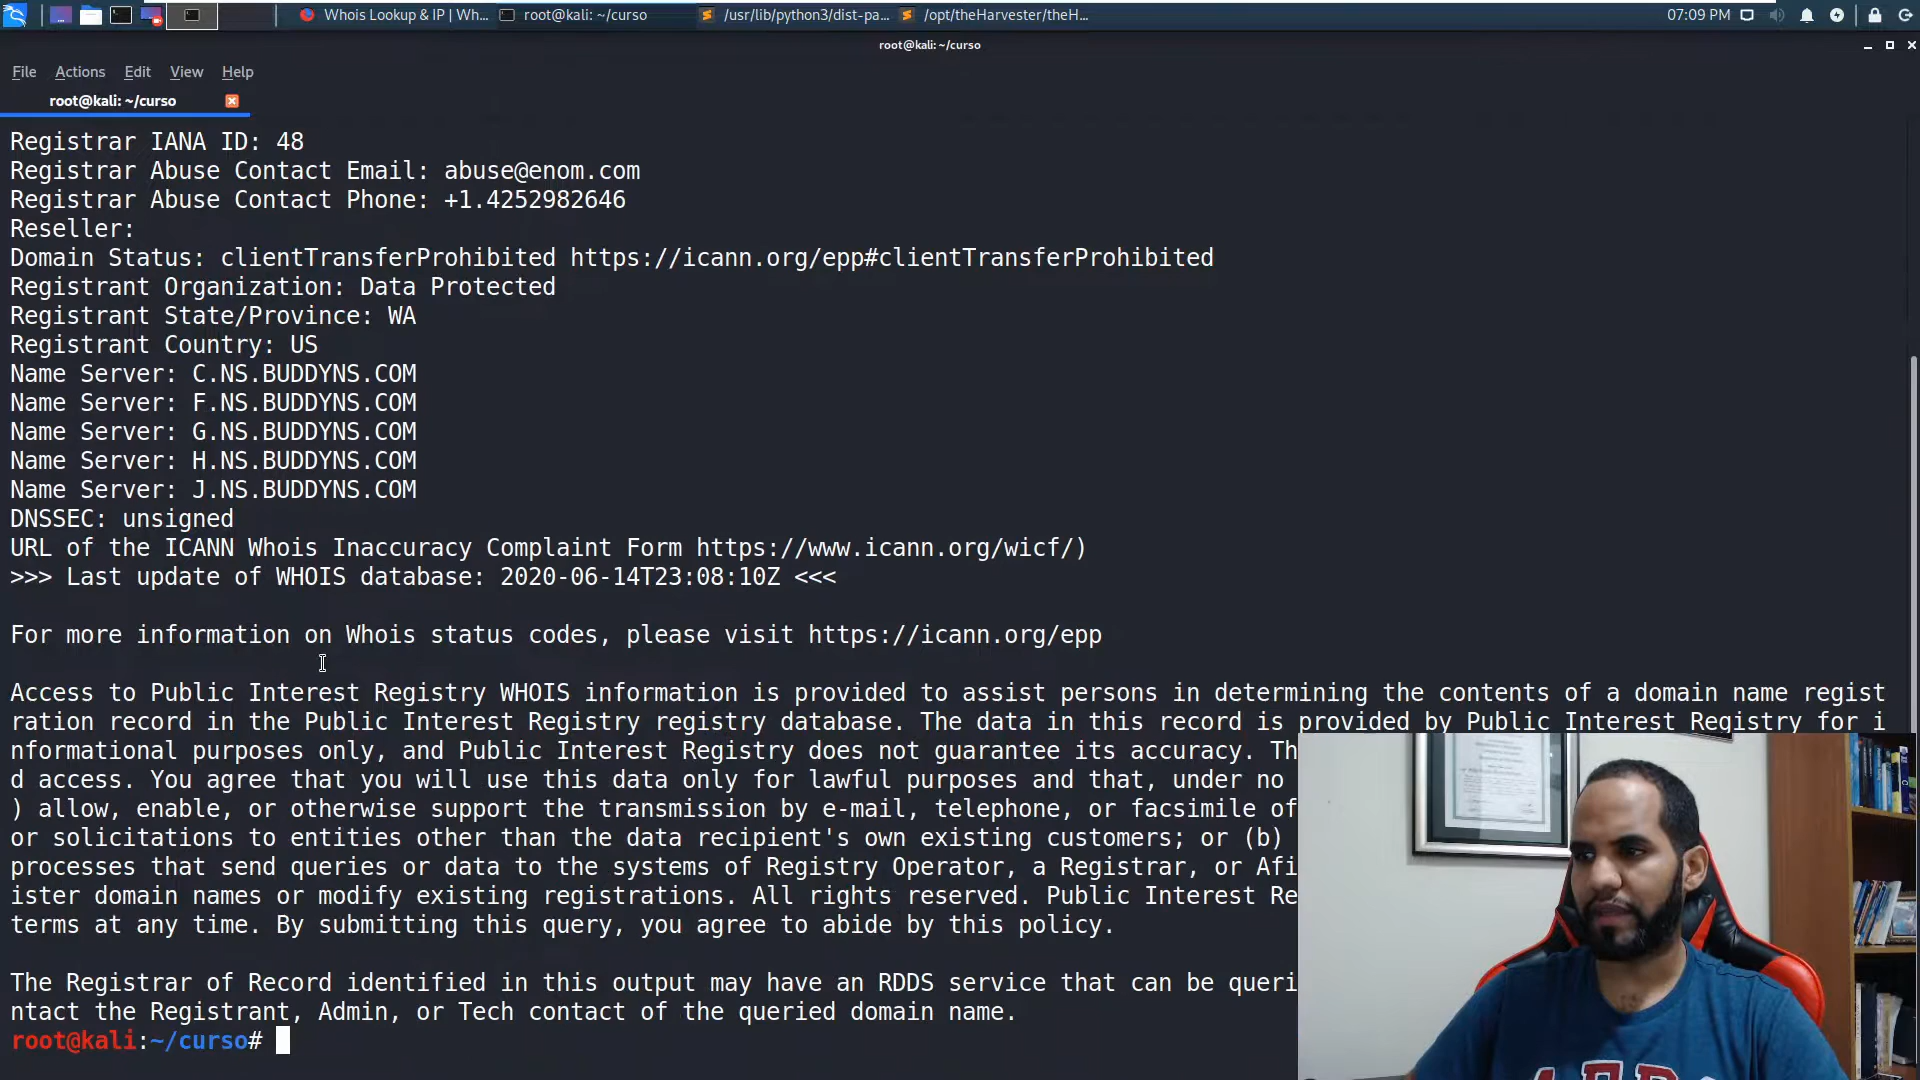 Whois Lookup & IP | Wh...
root@kali: ~/curso
/usr/lib/python3/dist-pa...
/opt/theHarvester/theH...
07:09 PM
root@kali: ~/curso
File Actions Edit View Help
root@kali: ~/curso
Registrar IANA ID: 48
Registrar Abuse Contact Email: abuse@enom.com
Registrar Abuse Contact Phone: +1.4252982646
Reseller:
Domain Status: clientTransferProhibited https://icann.org/epp#clientTransferProhibited
Registrant Organization: Data Protected
Registrant State/Province: WA
Registrant Country: US
Name Server: C.NS.BUDDYNS.COM
Name Server: F.NS.BUDDYNS.COM
Name Server: G.NS.BUDDYNS.COM
Name Server: H.NS.BUDDYNS.COM
Name Server: J.NS.BUDDYNS.COM
DNSSEC: unsigned
URL of the ICANN Whois Inaccuracy Complaint Form https://www.icann.org/wicf/)
>>> Last update of WHOIS database: 2020-06-14T23:08:10Z <<<
For more information on Whois status codes, please visit https://icann.org/epp
Access to Public Interest Registry WHOIS information is provided to assist persons in determining the contents of a domain name regist
ration record in the Public Interest Registry registry database. The data in this record is provided by Public Interest Registry for i
nformational purposes only, and Public Interest Registry does not guarantee its accuracy. Th
d access. You agree that you will use this data only for lawful purposes and that, under no
) allow, enable, or otherwise support the transmission by e-mail, telephone, or facsimile of
or solicitations to entities other than the data recipient's own existing customers; or (b)
processes that send queries or data to the systems of Registry Operator, a Registrar, or Afi
ister domain names or modify existing registrations. All rights reserved. Public Interest Re
terms at any time. By submitting this query, you agree to abide by this policy.
The Registrar of Record identified in this output may have an RDDS service that can be queri
ntact the Registrant, Admin, or Tech contact of the queried domain name.
root@kali:~/curso#